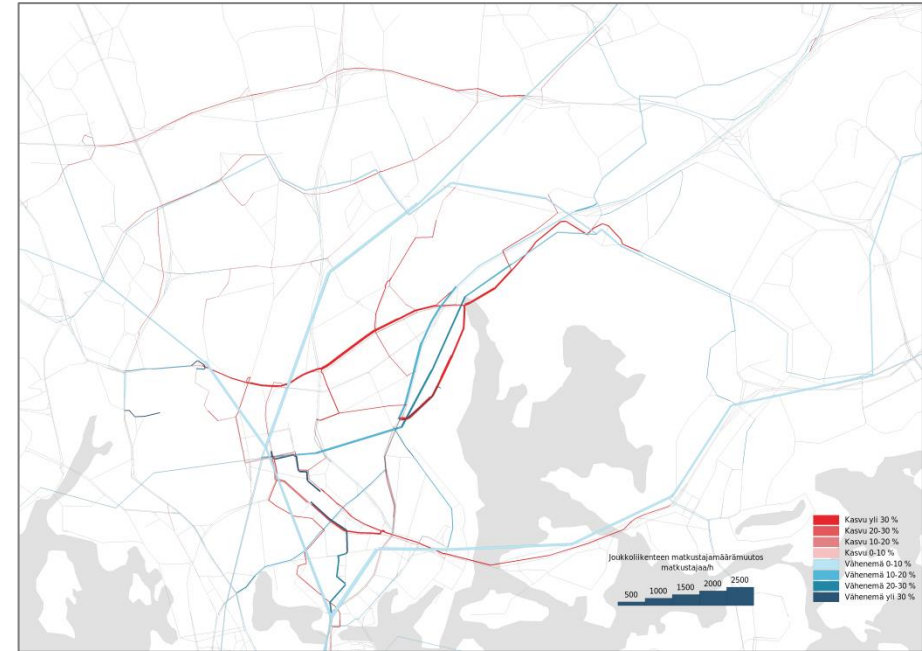 Joukkoliikenteen matkustajamäärämuutos
matkustajaa/h
500 1000 1500 2000 2500
Kasvu yli 30 %
Kasvu 20-30 %
Kasvu 10-20 %
Kasvu 0-10 %
Vähenemä 0-10 %
Vähenemä 10-20 %
Vähenemä 20-30 %
Vähenemä yli 30 %